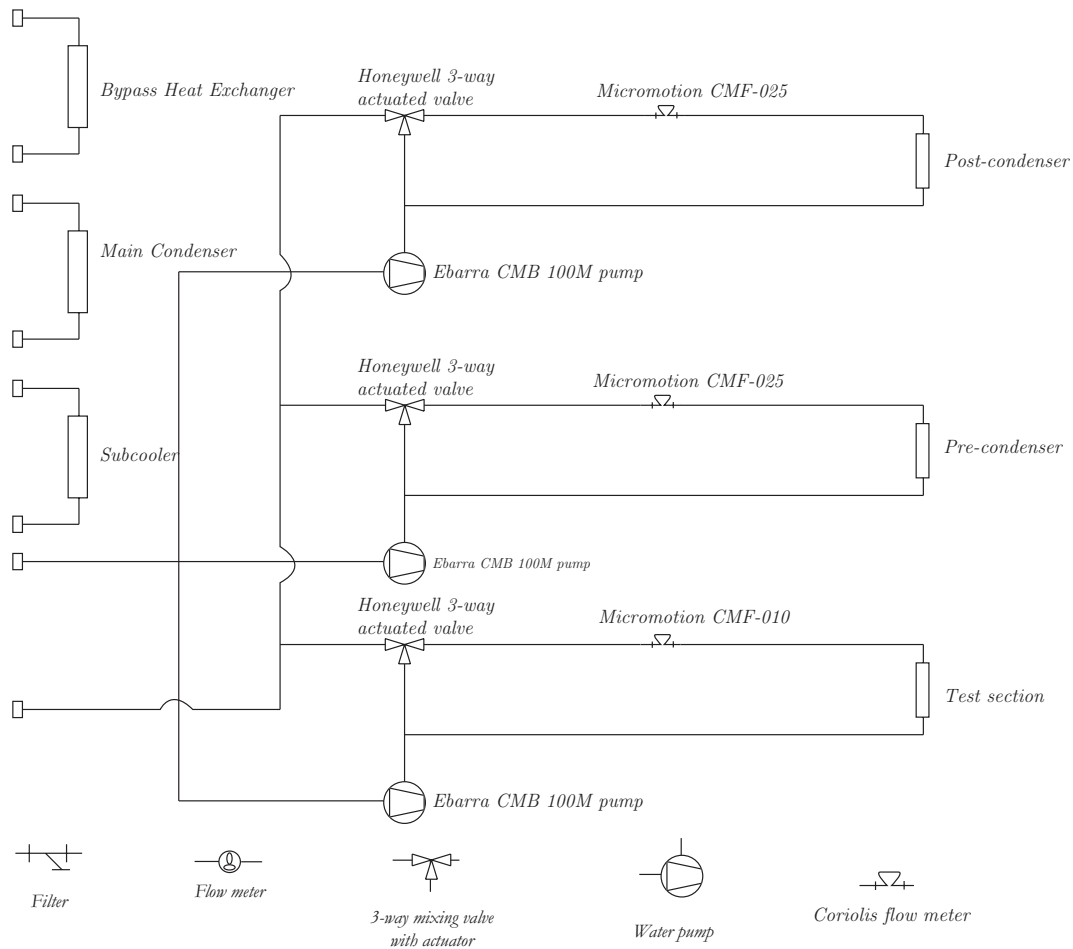 Honeywell 3-way
actuated valve
Micromotion CMF-025
Bypass Heat Exchanger
Post-condenser
Main Condenser
Ebarra CMB 100M pump
Honeywell 3-way
actuated valve
Micromotion CMF-025
Subcooler
Pre-condenser
Ebarra CMB 100M pump
Honeywell 3-way
actuated valve
Micromotion CMF-010
Test section
Ebarra CMB 100M pump
Filter
Flow meter
3-way mixing valve
with actuator
Water pump
Coriolis flow meter